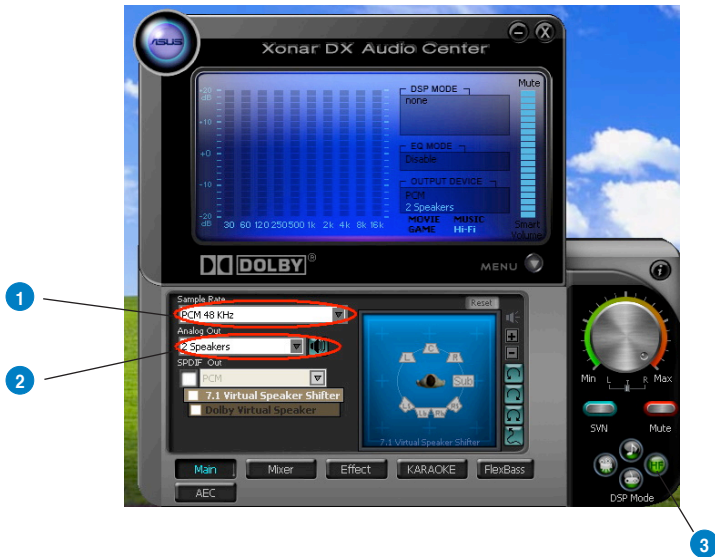 ASUS
Xonar DX Audio Center
+20 dB
+10
+0
-10
-20 dB
30 60 120 250 500 1k 2k 4k 8k 16k
DSP MODE
none
EQ MODE
Disable
OUTPUT DEVICE
PCM
2 Speakers
MOVIE MUSIC
GAME Hi-Fi
Mute
Smart
Volume
DOLBY®
MENU
1
Sample Rate
PCM 48 KHz
Analog Out
2 Speakers
2
SPDIF Out
PCM
7.1 Virtual Speaker Shifter
Dolby Virtual Speaker
Reset
L C R
Sub
Ls Lb Rb Rs
7.1 Virtual Speaker Shifter
Main
Mixer
Effect
KARAOKE
FlexBass
AEC
i
Min L T R Max
SVN
Mute
HF
DSP Mode
3